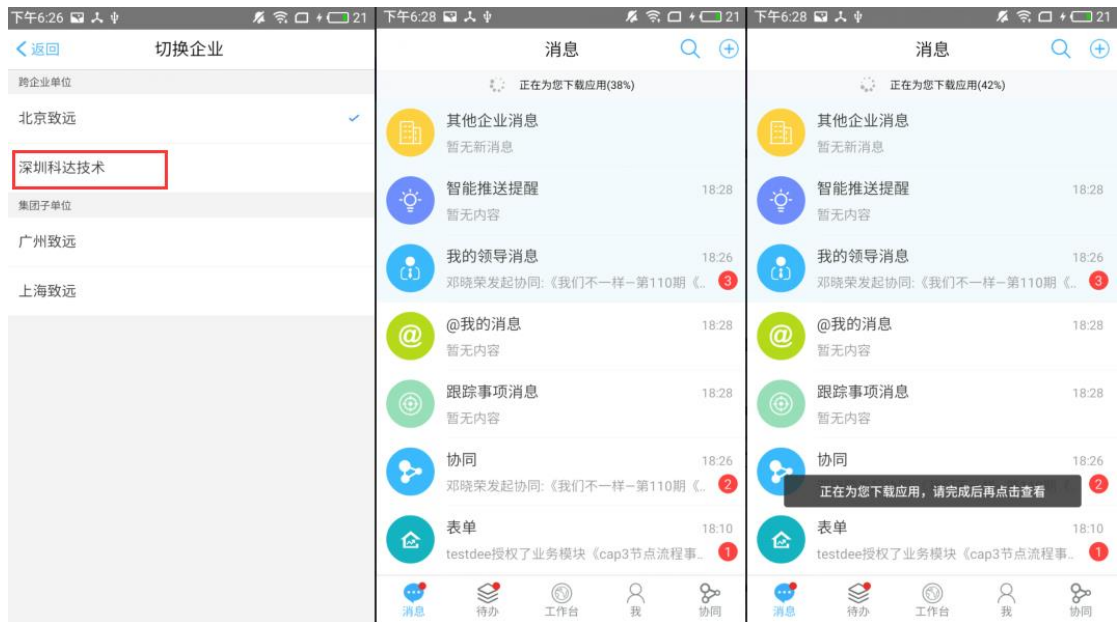 下午6:26
21
返回
切换企业
跨企业单位
北京致远
深圳科达技术
集团子单位
广州致远
上海致远
下午6:28
21
消息
正在为您下载应用(38%)
其他企业消息
暂无新消息
智能推送提醒
18:28
暂无内容
我的领导消息
18:26
邓晓荣发起协同:《我们不一样—第110期《..
3
@我的消息
18:28
暂无内容
跟踪事项消息
18:28
暂无内容
协同
18:26
邓晓荣发起协同:《我们不一样—第110期《..
2
表单
18:10
testdee授权了业务模块《cap3节点流程事..
1
消息
待办
工作台
我
协同
下午6:28
21
消息
正在为您下载应用(42%)
其他企业消息
暂无新消息
智能推送提醒
18:28
暂无内容
我的领导消息
18:26
邓晓荣发起协同:《我们不一样—第110期《..
3
@我的消息
18:28
暂无内容
跟踪事项消息
18:28
暂无内容
协同
18:26
正在为您下载应用，请完成后再点击查看
2
表单
18:10
testdee授权了业务模块《cap3节点流程事..
1
消息
待办
工作台
我
协同